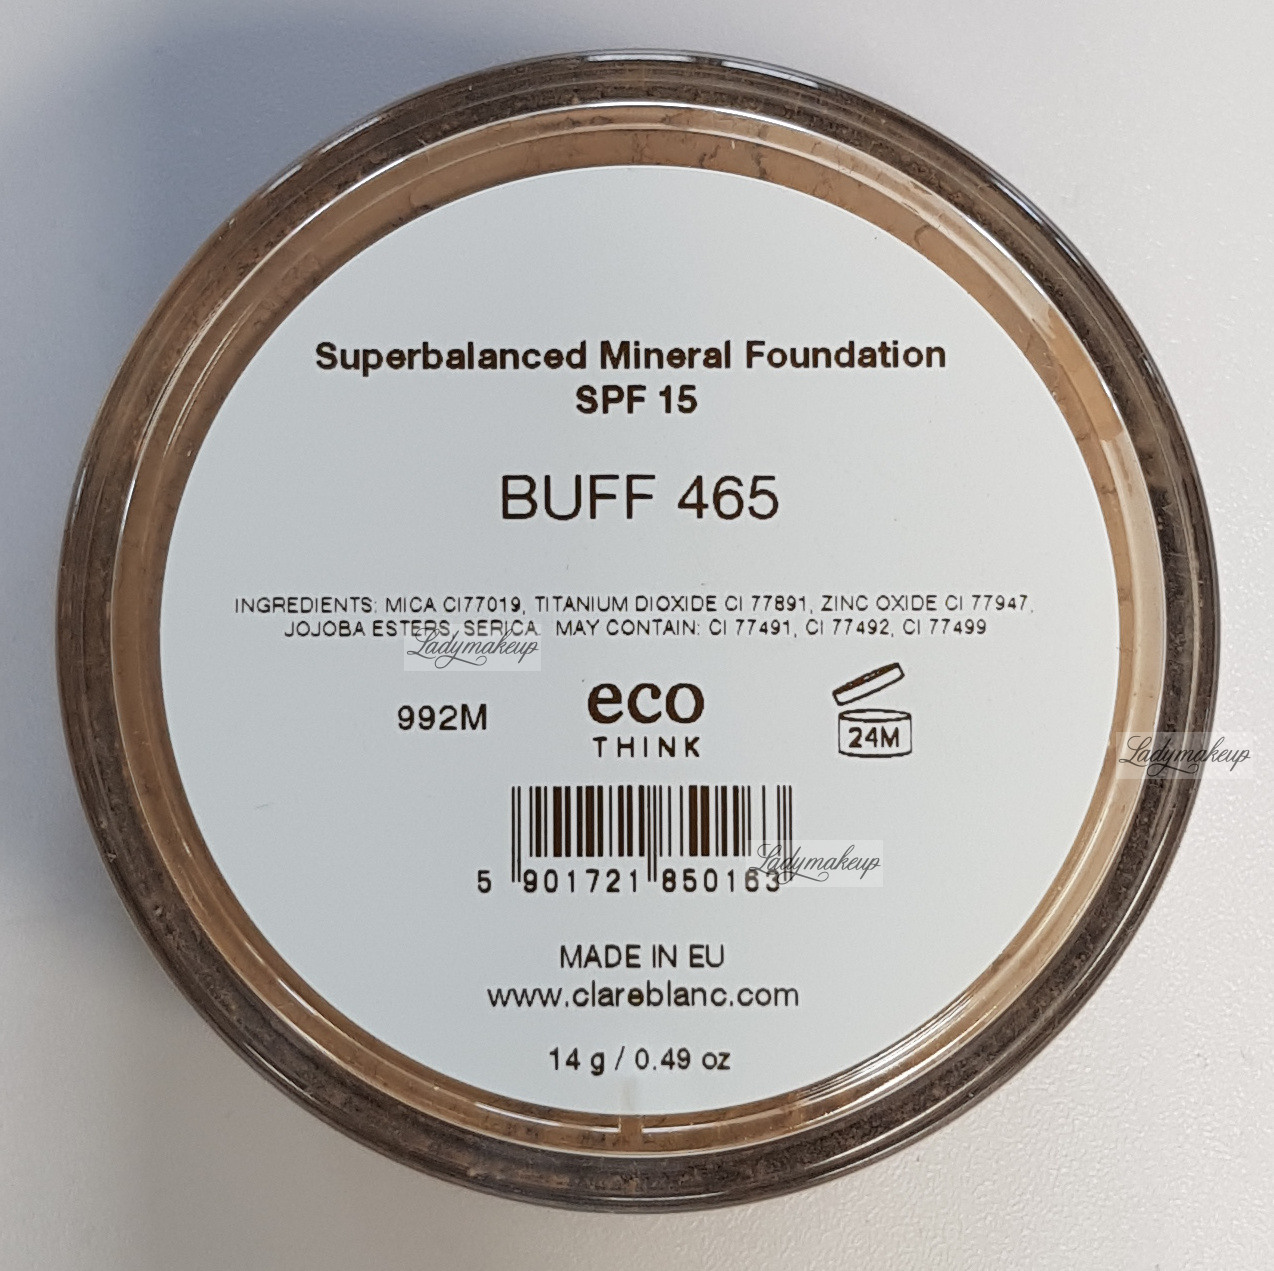 Superbalanced Mineral Foundation
SPF 15
BUFF 465
INGREDIENTS: MICA CI77019, TITANIUM DIOXIDE CI 77891, ZINC OXIDE CI 77947,
JOJOBA ESTERS, SERICA. MAY CONTAIN: CI 77491, CI 77492, CI 77499
Ladymakeup
992M
eco
THINK
24M
Ladymakeup
Ladymakeup
5 901721 850163
MADE IN EU
www.clareblanc.com
14 g / 0.49 oz